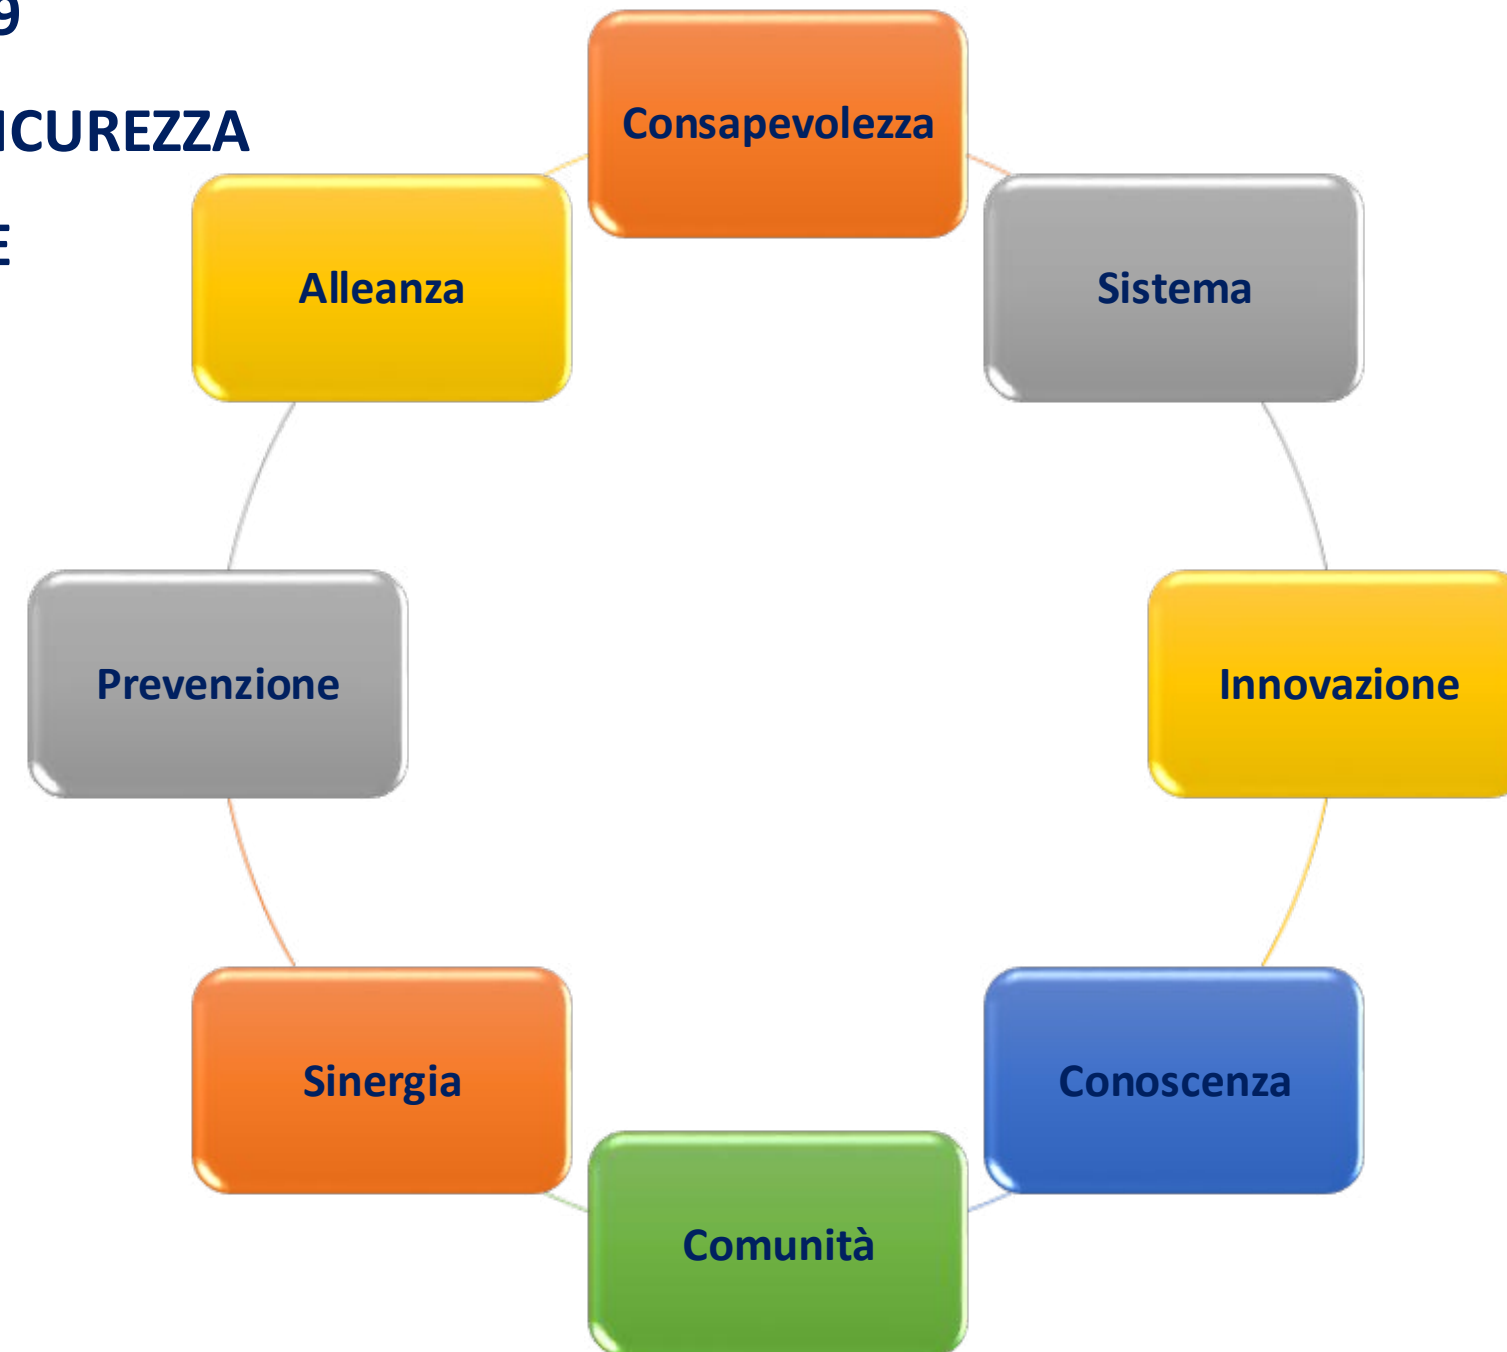 9
ICUREZZA
E
Consapevolezza
Sistema
Innovazione
Conoscenza
Comunità
Sinergia
Prevenzione
Alleanza